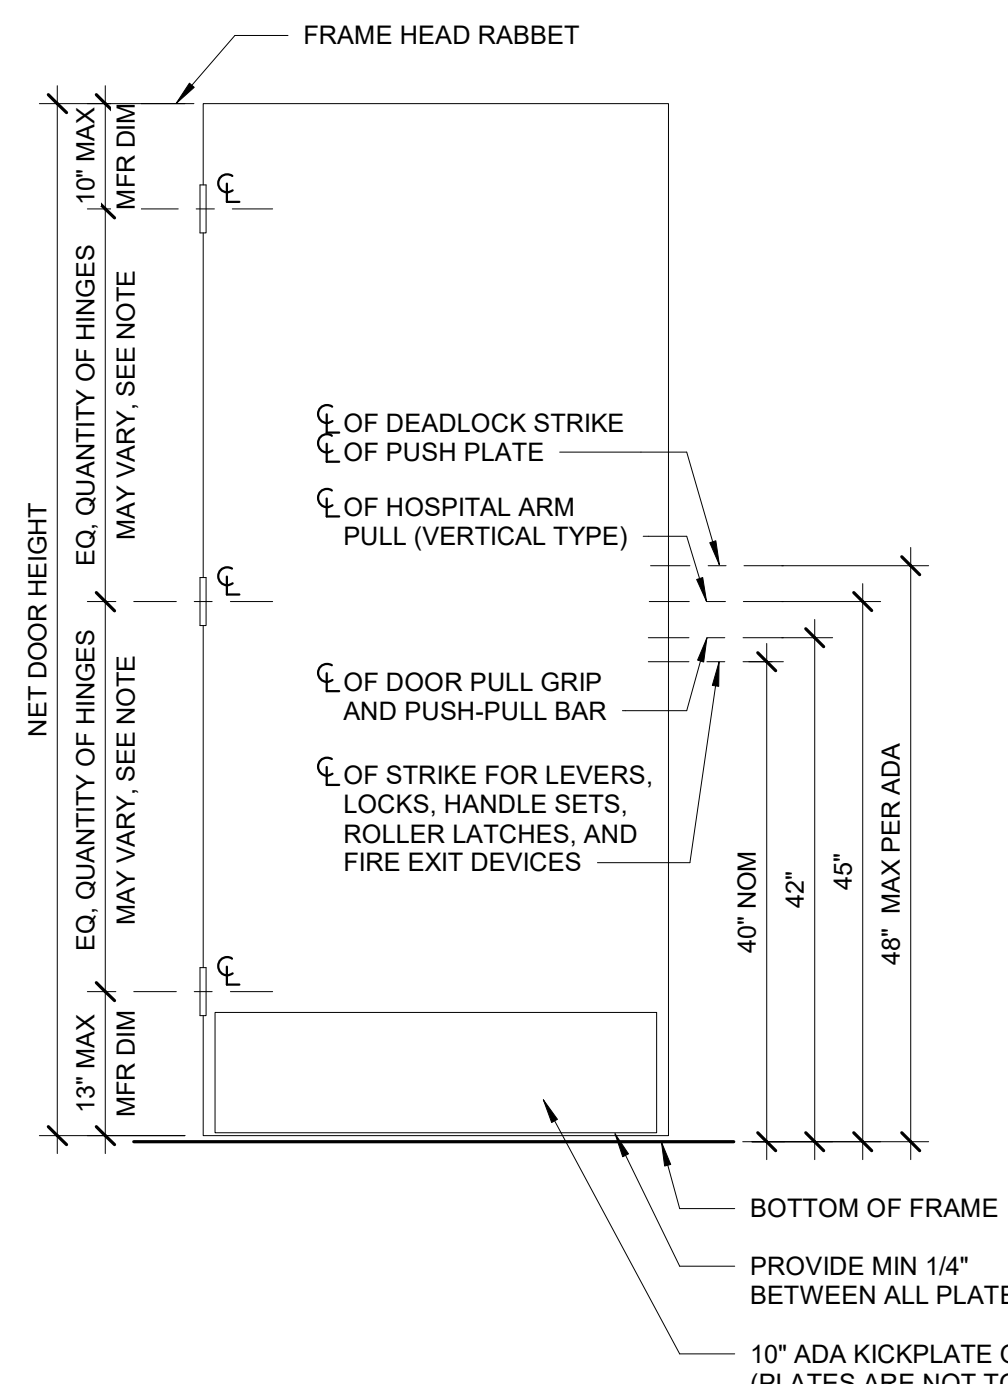 FRAME HEAD RABBET
10" MAX
MFR DIM
℄
EQ, QUANTITY OF HINGES
MAY VARY, SEE NOTE
NET DOOR HEIGHT
℄ OF DEADLOCK STRIKE
℄ OF PUSH PLATE
℄ OF HOSPITAL ARM
PULL (VERTICAL TYPE)
℄
EQ, QUANTITY OF HINGES
MAY VARY, SEE NOTE
℄ OF DOOR PULL GRIP
AND PUSH-PULL BAR
℄ OF STRIKE FOR LEVERS,
LOCKS, HANDLE SETS,
ROLLER LATCHES, AND
FIRE EXIT DEVICES
40" NOM
42"
45"
48" MAX PER ADA
℄
13" MAX
MFR DIM
BOTTOM OF FRAME
PROVIDE MIN 1/4"
BETWEEN ALL PLATE
10" ADA KICKPLATE
(PLATES ARE NOT TO